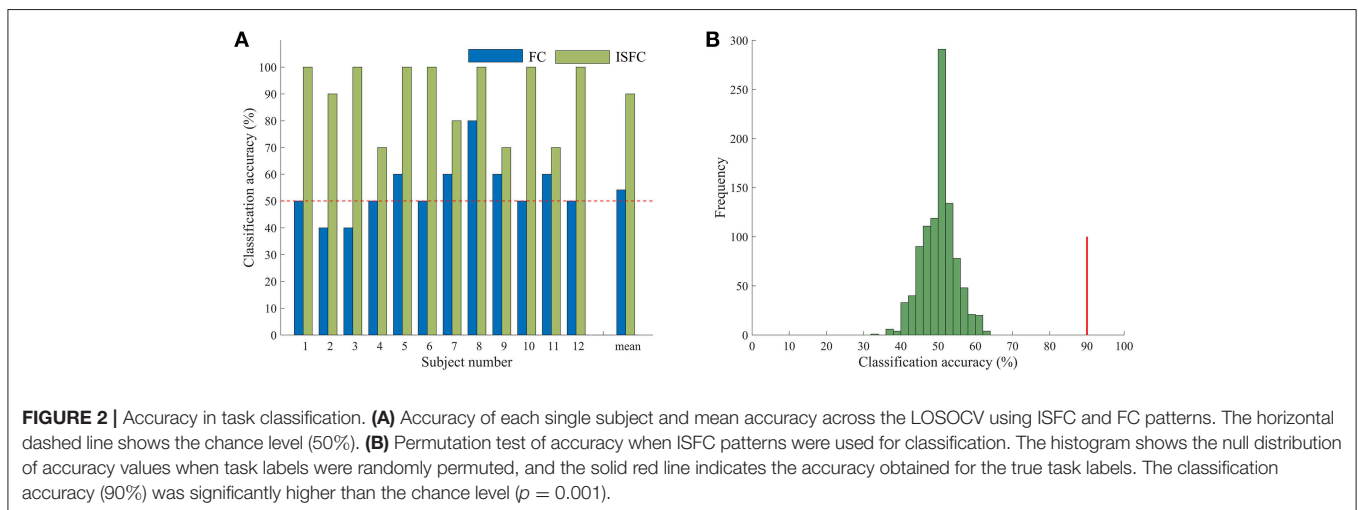 A
FC
ISFC
Classification accuracy (%)
100
90
80
70
60
50
40
30
20
10
0
1 2 3 4 5 6 7 8 9 10 11 12 mean
Subject number
B
Frequency
300
250
200
150
100
50
0
0 10 20 30 40 50 60 70 80 90 100
Classification accuracy (%)
FIGURE 2 | Accuracy in task classification. (A) Accuracy of each single subject and mean accuracy across the LOSOCV using ISFC and FC patterns. The horizontal
dashed line shows the chance level (50%). (B) Permutation test of accuracy when ISFC patterns were used for classification. The histogram shows the null distribution
of accuracy values when task labels were randomly permuted, and the solid red line indicates the accuracy obtained for the true task labels. The classification
accuracy (90%) was significantly higher than the chance level (p = 0.001).